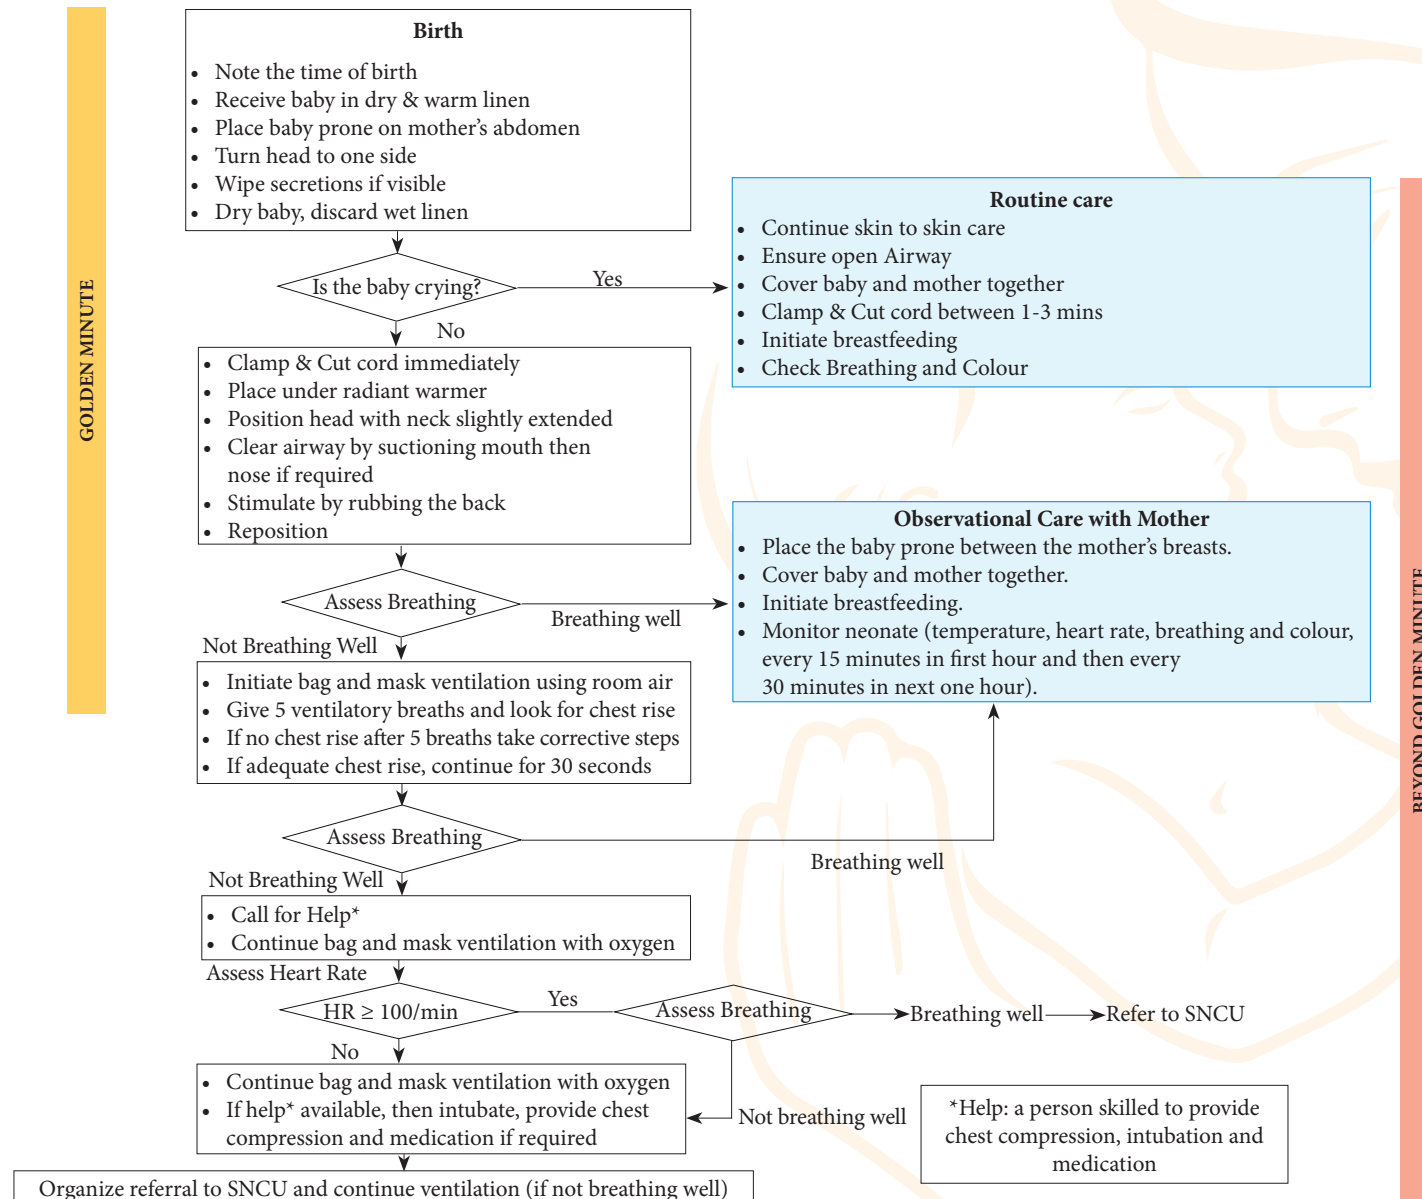 GOLDEN MINUTE
Birth
• Note the time of birth
• Receive baby in dry & warm linen
• Place baby prone on mother's abdomen
• Turn head to one side
• Wipe secretions if visible
• Dry baby, discard wet linen
Is the baby crying?
Yes
Routine care
• Continue skin to skin care
• Ensure open Airway
• Cover baby and mother together
• Clamp & Cut cord between 1-3 mins
• Initiate breastfeeding
• Check Breathing and Colour
No
• Clamp & Cut cord immediately
• Place under radiant warmer
• Position head with neck slightly extended
• Clear airway by suctioning mouth then
nose if required
• Stimulate by rubbing the back
• Reposition
Assess Breathing
Breathing well
Observational Care with Mother
• Place the baby prone between the mother's breasts.
• Cover baby and mother together.
• Initiate breastfeeding.
• Monitor neonate (temperature, heart rate, breathing and colour,
every 15 minutes in first hour and then every
30 minutes in next one hour).
BEYOND GOLDEN MINUTE
Not Breathing Well
• Initiate bag and mask ventilation using room air
• Give 5 ventilatory breaths and look for chest rise
• If no chest rise after 5 breaths take corrective steps
• If adequate chest rise, continue for 30 seconds
Assess Breathing
Breathing well
Not Breathing Well
• Call for Help*
• Continue bag and mask ventilation with oxygen
Assess Heart Rate
HR ≥ 100/min
Yes
Assess Breathing
Breathing well
Refer to SNCU
No
• Continue bag and mask ventilation with oxygen
• If help* available, then intubate, provide chest
compression and medication if required
Not breathing well
*Help: a person skilled to provide
chest compression, intubation and
medication
Organize referral to SNCU and continue ventilation (if not breathing well)